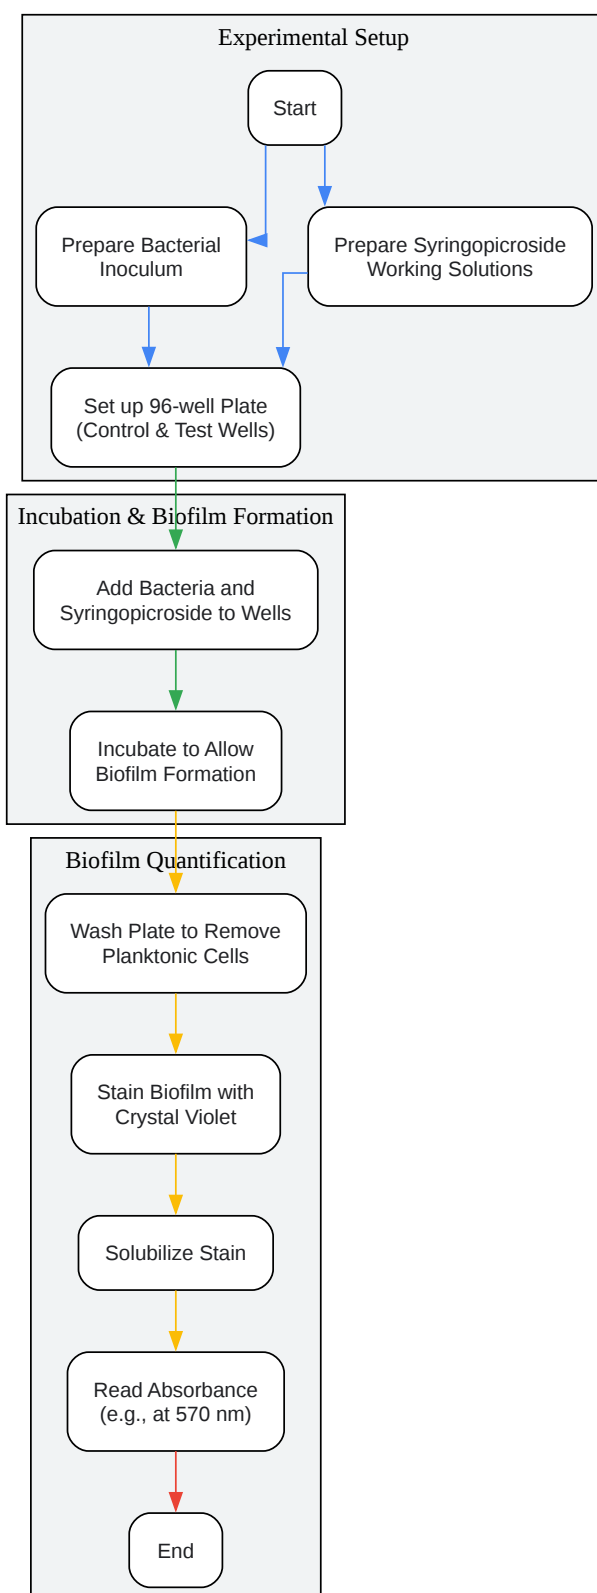 Experimental Setup
Start
Prepare Bacterial
Inoculum
Prepare Syringopicroside
Working Solutions
Set up 96-well Plate
(Control & Test Wells)
Incubation & Biofilm Formation
Add Bacteria and
Syringopicroside to Wells
Incubate to Allow
Biofilm Formation
Biofilm Quantification
Wash Plate to Remove
Planktonic Cells
Stain Biofilm with
Crystal Violet
Solubilize Stain
Read Absorbance
(e.g., at 570 nm)
End